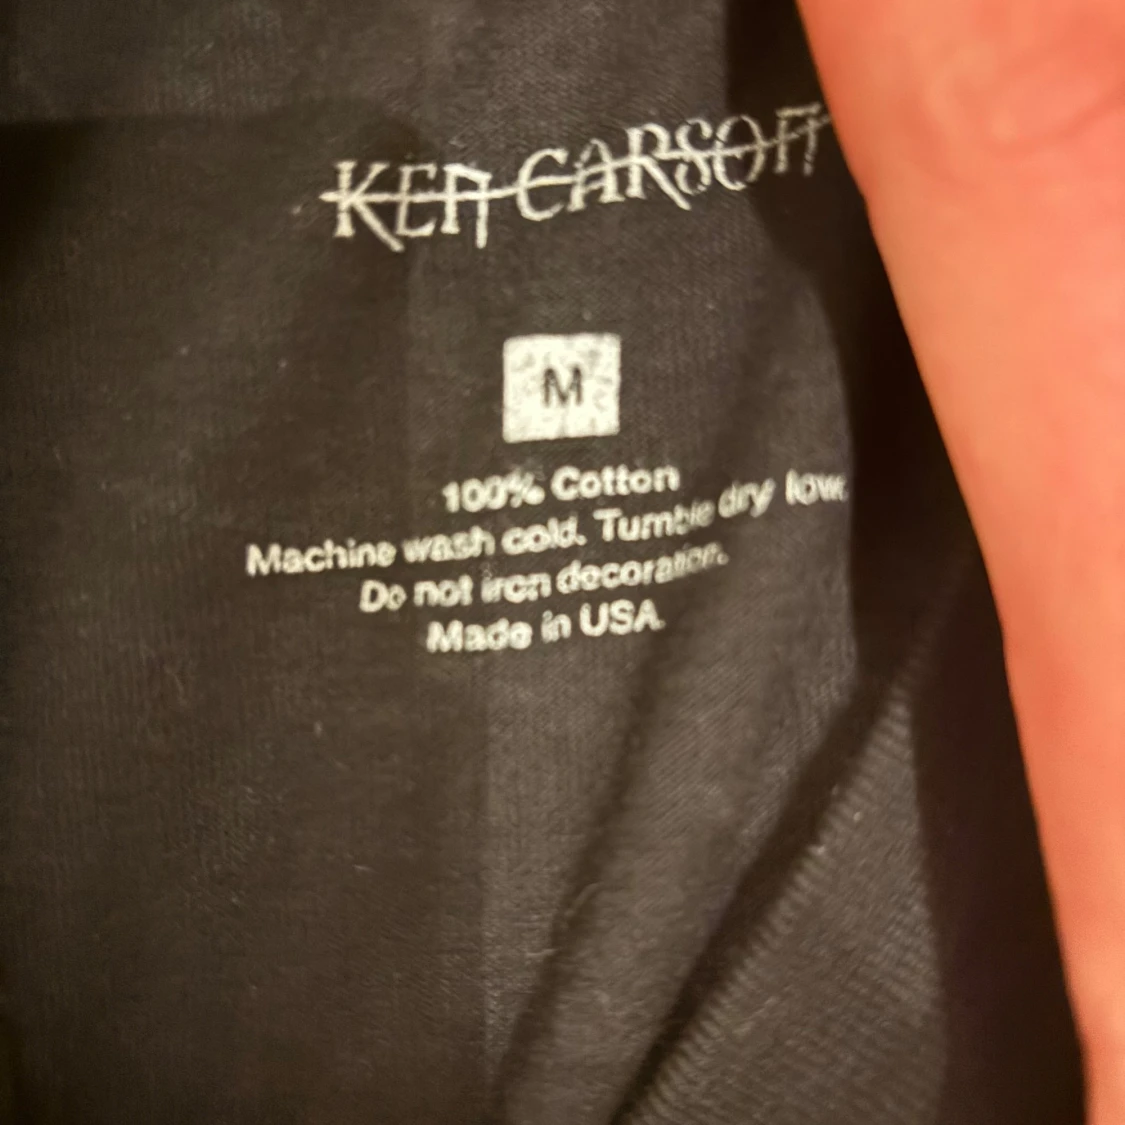 KEN CARSON
M
100% Cotton
Machine wash cold. Tumble dry low.
Do not iron decoration.
Made in USA